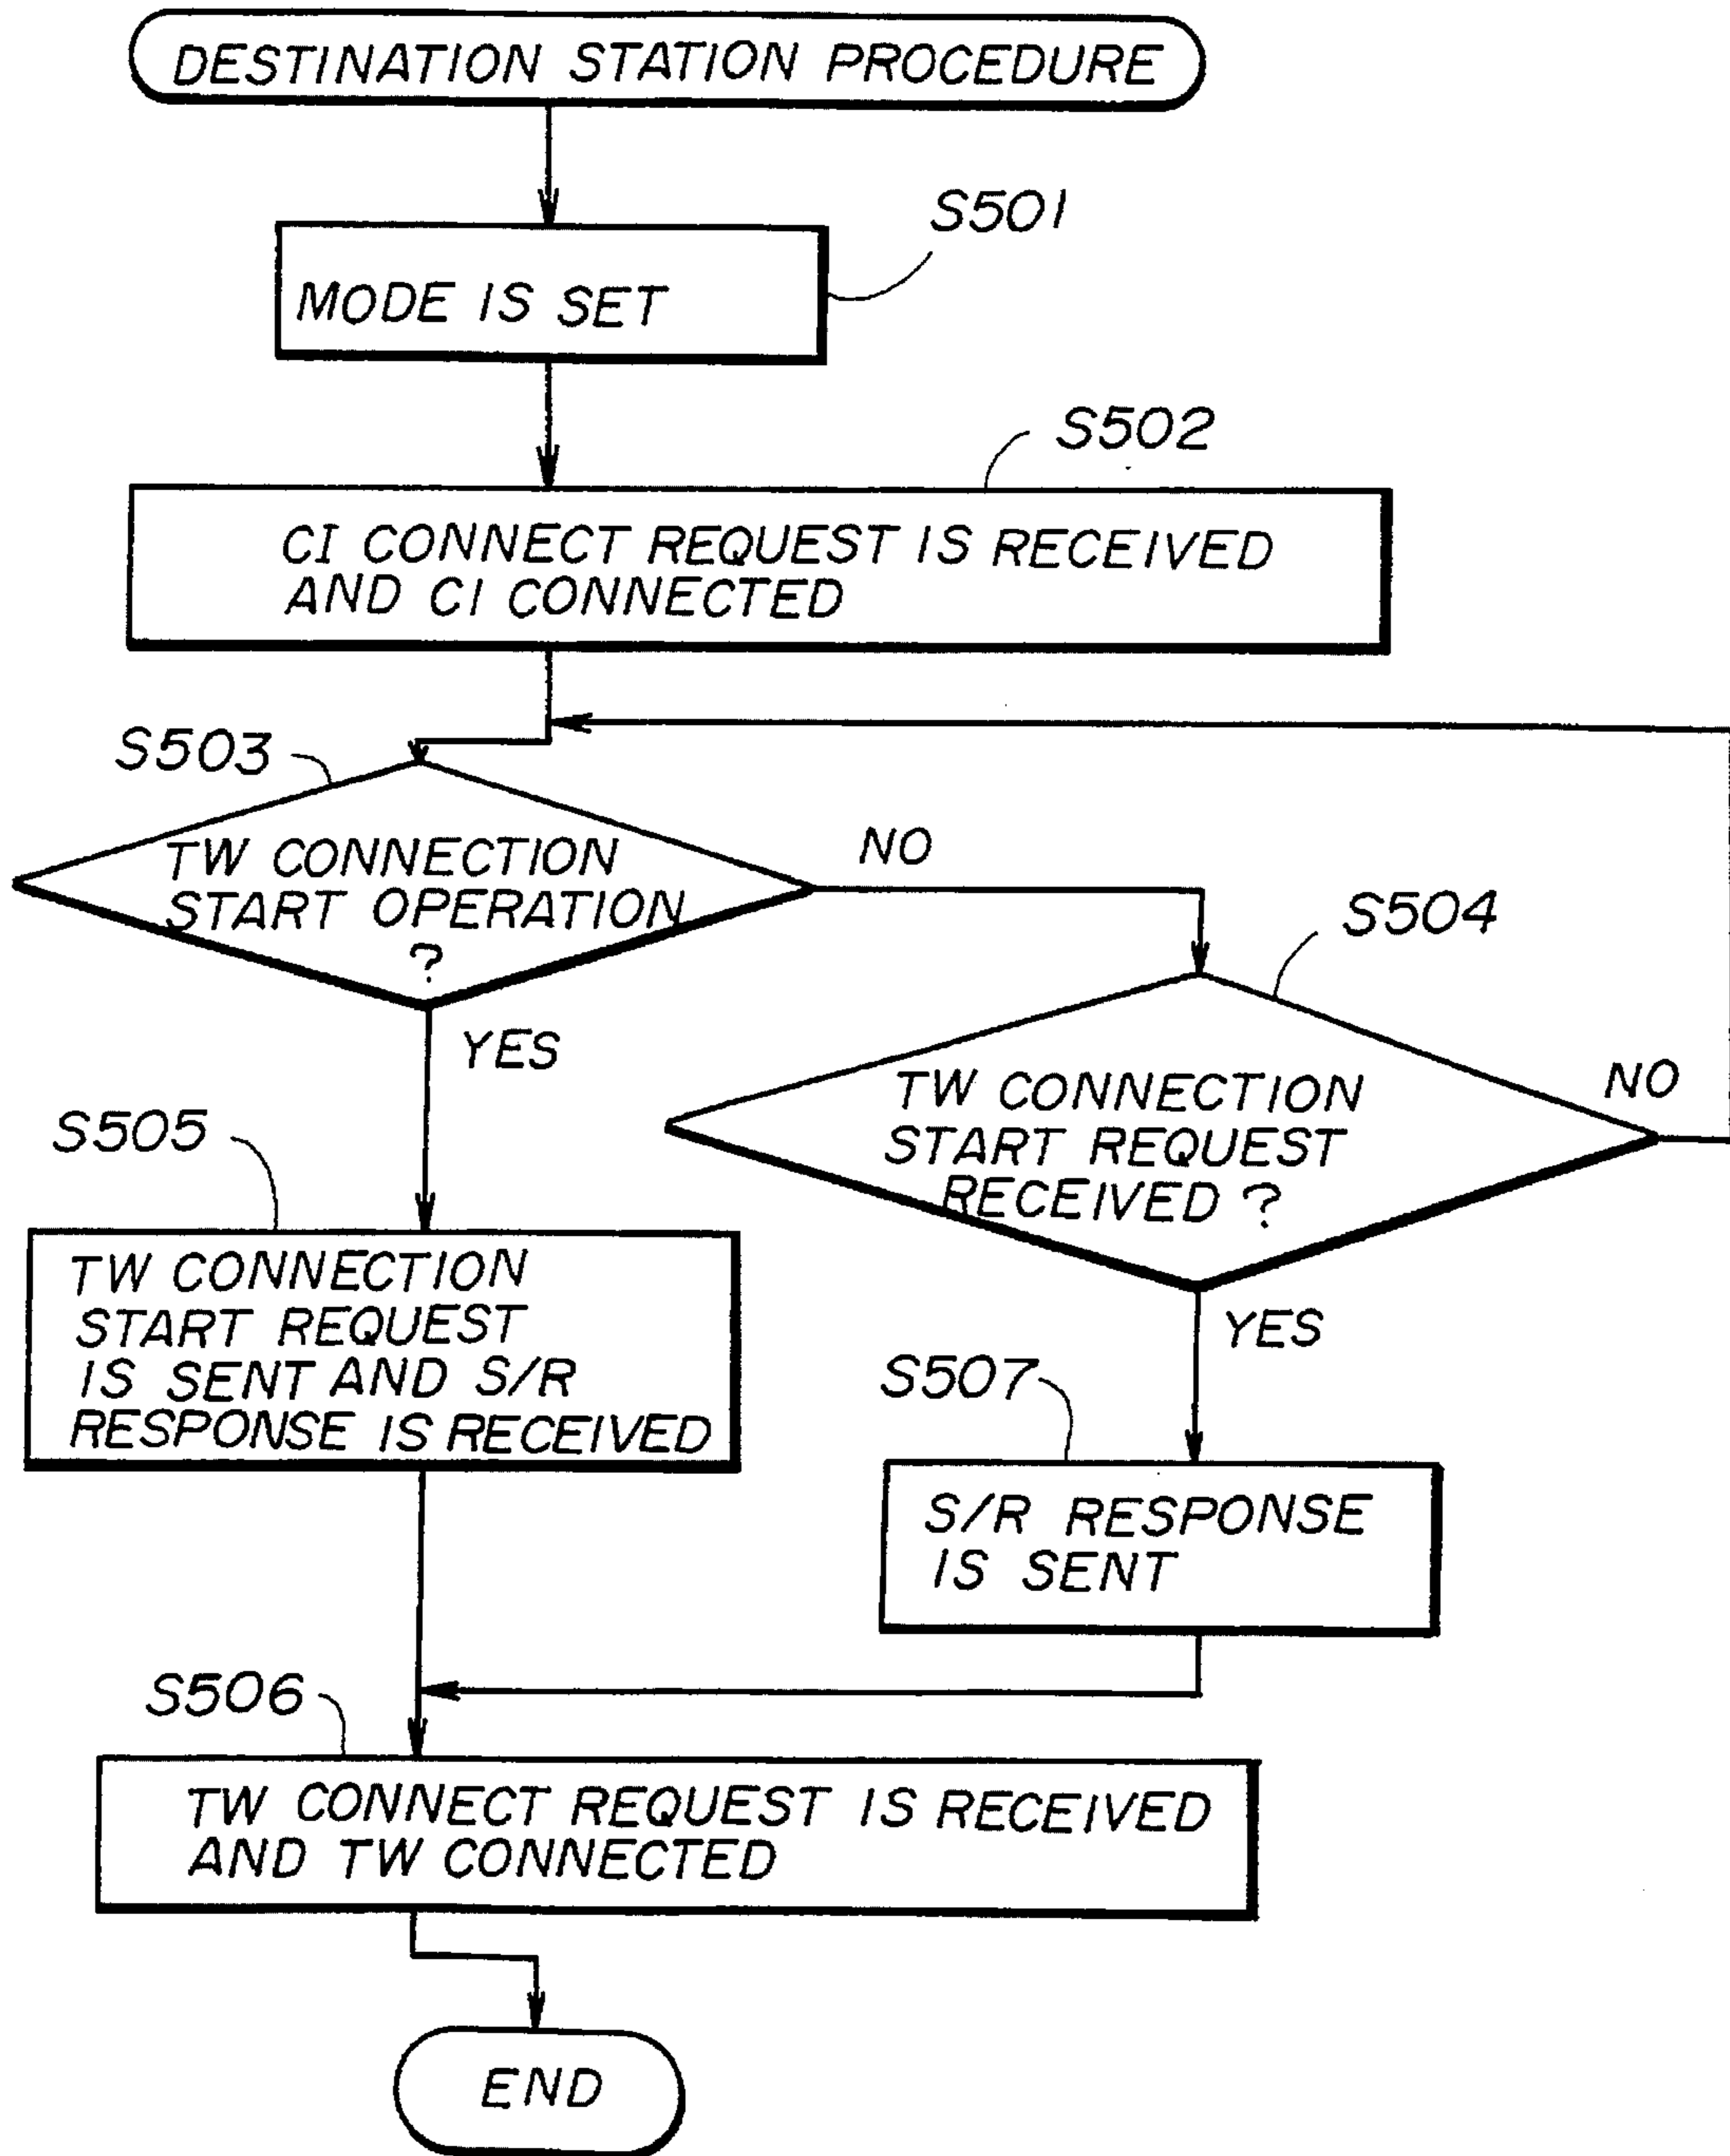 DESTINATION STATION PROCEDURE
S501
MODE IS SET
S502
CI CONNECT REQUEST IS RECEIVED
AND CI CONNECTED
S503
TW CONNECTION
START OPERATION
?
NO
YES
S504
TW CONNECTION
START REQUEST
RECEIVED ?
NO
YES
S505
TW CONNECTION
START REQUEST
IS SENT AND S/R
RESPONSE IS RECEIVED
S507
S/R RESPONSE
IS SENT
S506
TW CONNECT REQUEST IS RECEIVED
AND TW CONNECTED
END